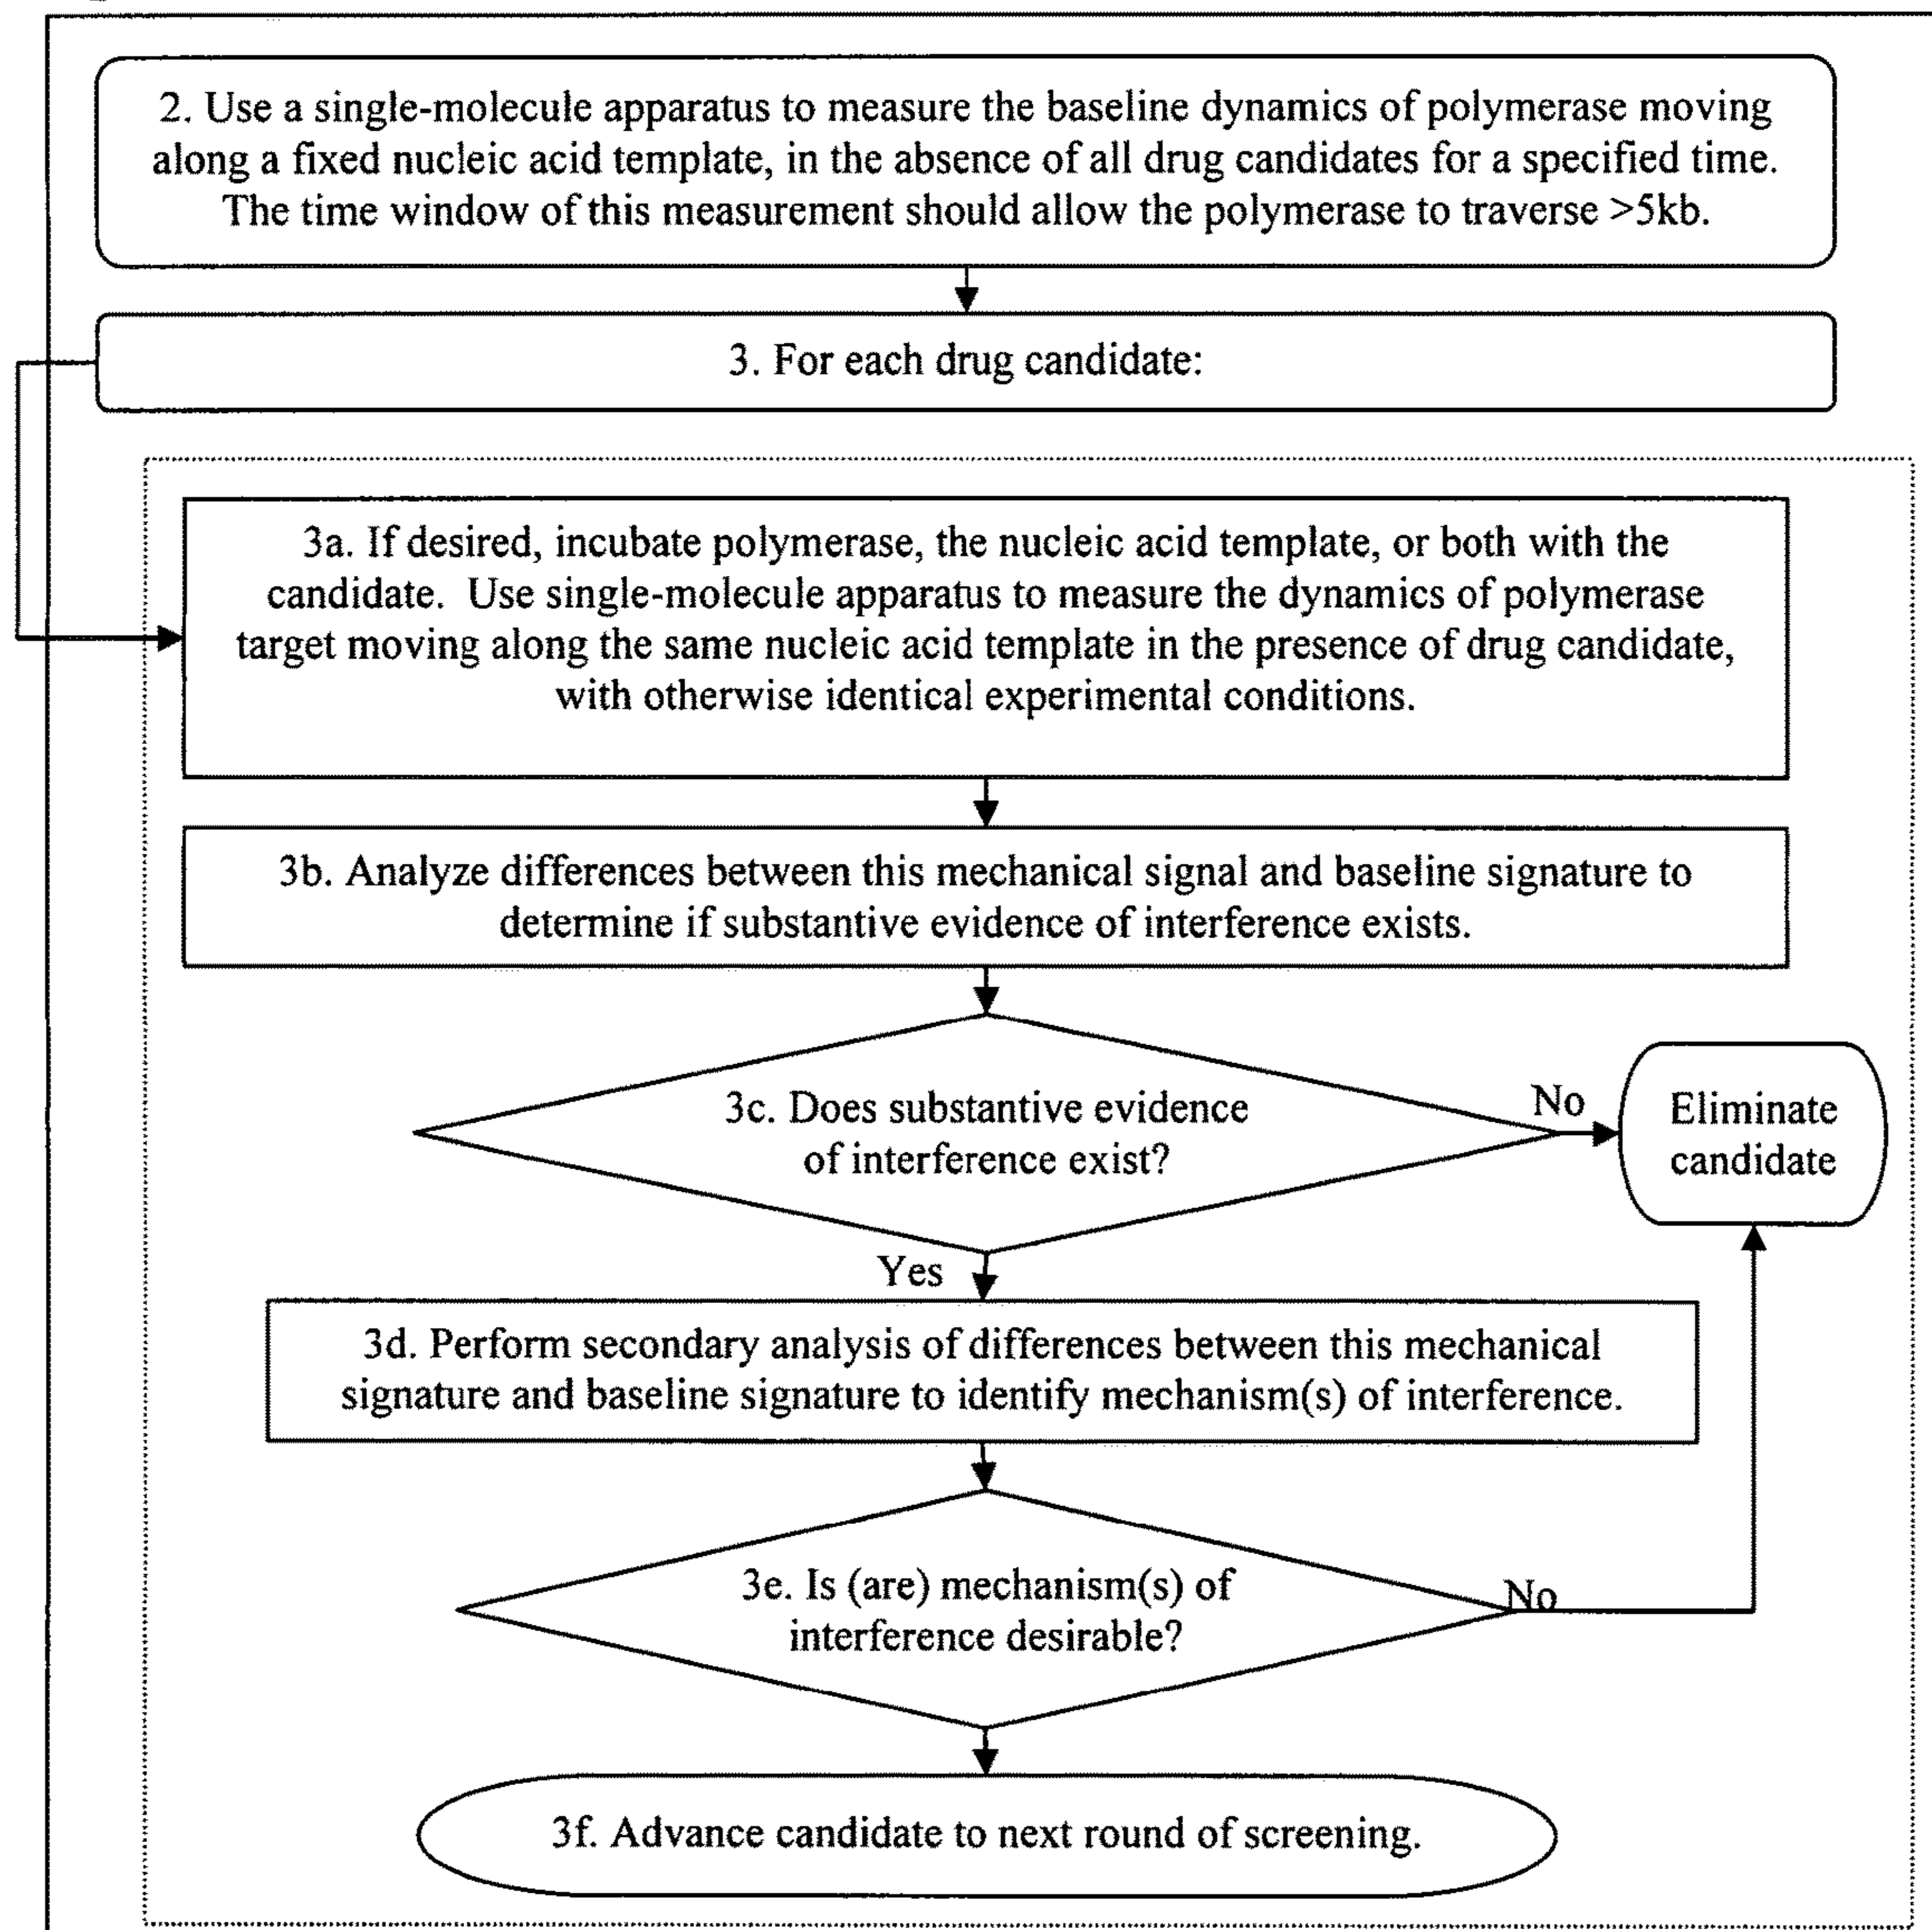 2. Use a single-molecule apparatus to measure the baseline dynamics of polymerase moving
along a fixed nucleic acid template, in the absence of all drug candidates for a specified time.
The time window of this measurement should allow the polymerase to traverse >5kb.
3. For each drug candidate:
3a. If desired, incubate polymerase, the nucleic acid template, or both with the
candidate. Use single-molecule apparatus to measure the dynamics of polymerase
target moving along the same nucleic acid template in the presence of drug candidate,
with otherwise identical experimental conditions.
3b. Analyze differences between this mechanical signal and baseline signature to
determine if substantive evidence of interference exists.
3c. Does substantive evidence
of interference exist?
No
Eliminate
candidate
Yes
3d. Perform secondary analysis of differences between this mechanical
signature and baseline signature to identify mechanism(s) of interference.
3e. Is (are) mechanism(s) of
interference desirable?
No
3f. Advance candidate to next round of screening.